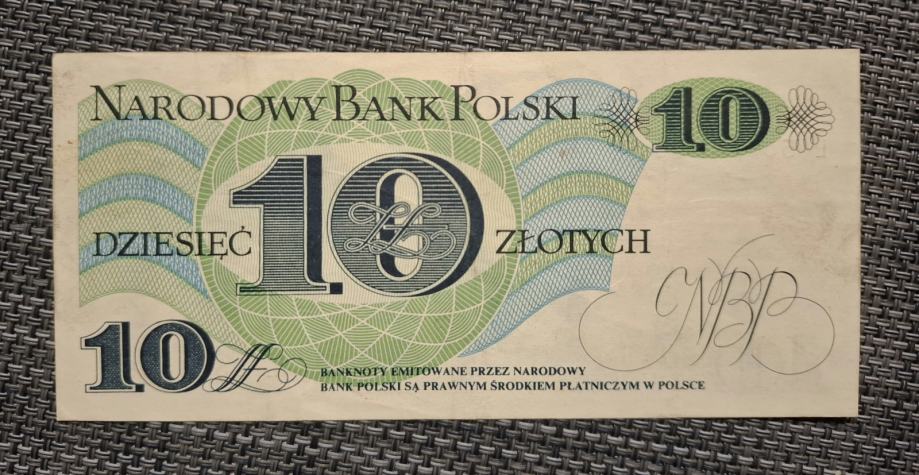 NARODOWY BANK POLSKI
10
DZIESIĘĆ
10
ZŁOTYCH
NBP
10
BANKNOTY EMITOWANE PRZEZ NARODOWY
BANK POLSKI SĄ PRAWNYM ŚRODKIEM PŁATNICZYM W POLSCE